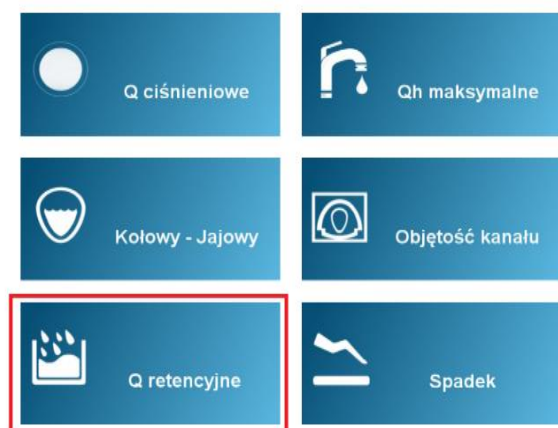 Q ciśnieniowe
Qh maksymalne
Kołowy - Jajowy
Objętość kanału
Q retencyjne
Spadek